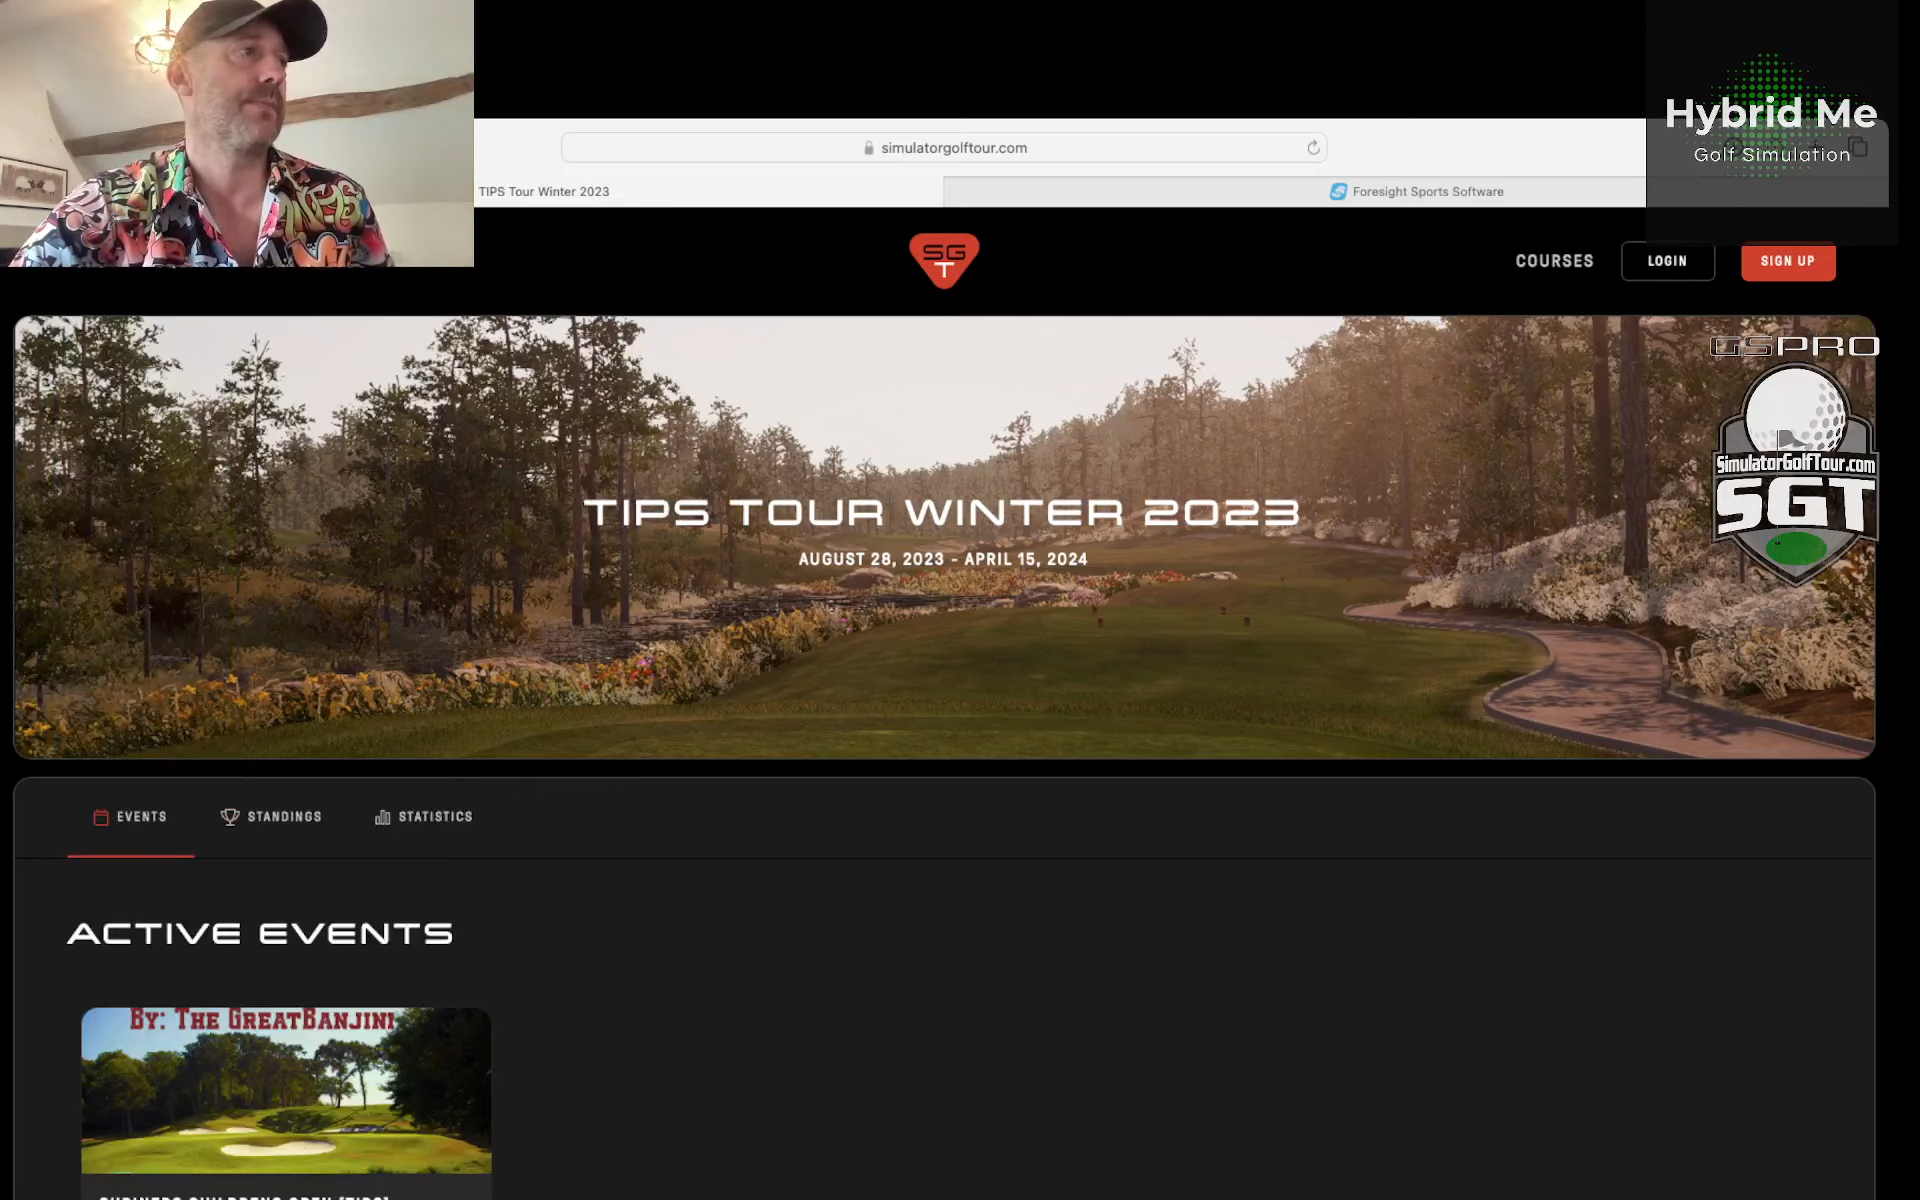 Hybrid Me
Golf Simulation
simulatorgolftour.com
TIPS Tour Winter 2023
Foresight Sports Software
SG
T
COURSES
LOGIN
SIGN UP
GSPRO
SimulatorGolfTour.com
SGT
TIPS TOUR WINTER 2023
AUGUST 28, 2023 - APRIL 15, 2024
EVENTS
STANDINGS
STATISTICS
ACTIVE EVENTS
By: The GreatBanjini